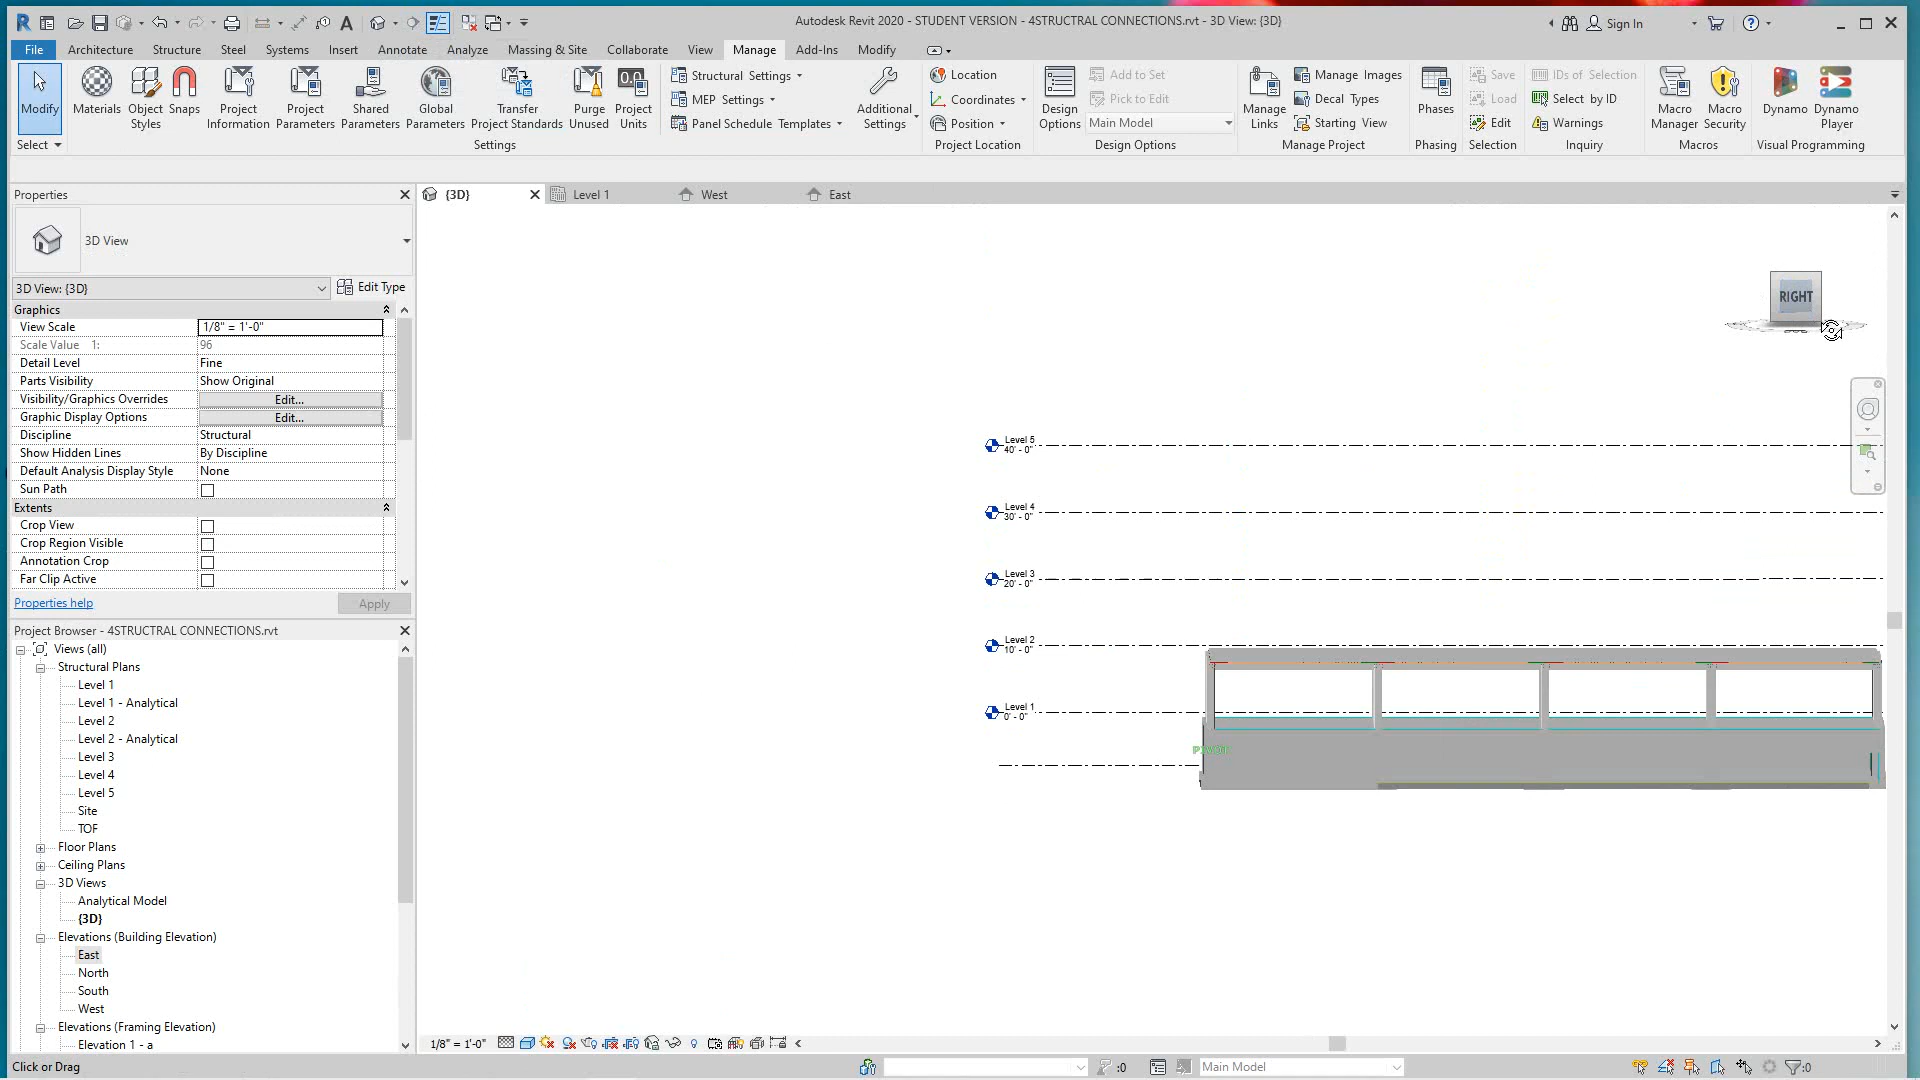 Autodesk Revit 2020 - STUDENT VERSION - 4STRUCTRAL CONNECTIONS.rvt - 3D View: {3D}
Sign In
File Architecture Structure Steel Systems Insert Annotate Analyze Massing & Site Collaborate View Manage Add-Ins Modify
Modify
Materials
Object Styles
Snaps
Project Information
Project Parameters
Shared Parameters
Global Parameters
Transfer Project Standards
Purge Unused
Project Units
Structural Settings
MEP Settings
Panel Schedule Templates
Additional Settings
Location
Coordinates
Position
Design Options
Add to Set
Pick to Edit
Main Model
Manage Links
Manage Images
Decal Types
Starting View
Phases
Save
Load
Edit
IDs of Selection
Select by ID
Warnings
Macro Manager
Macro Security
Dynamo
Dynamo Player
Select
Settings
Project Location
Design Options
Manage Project
Phasing
Selection
Inquiry
Macros
Visual Programming
Properties
{3D}
Level 1
West
East
3D View
3D View: {3D}
Edit Type
Graphics
View Scale 1/8" = 1'-0"
Scale Value 1: 96
Detail Level Fine
Parts Visibility Show Original
Visibility/Graphics Overrides Edit...
Graphic Display Options Edit...
Discipline Structural
Show Hidden Lines By Discipline
Default Analysis Display Style None
Sun Path
Extents
Crop View
Crop Region Visible
Annotation Crop
Far Clip Active
Properties help
Apply
Project Browser - 4STRUCTRAL CONNECTIONS.rvt
Views (all)
Structural Plans
Level 1
Level 1 - Analytical
Level 2
Level 2 - Analytical
Level 3
Level 4
Level 5
Site
TOF
Floor Plans
Ceiling Plans
3D Views
Analytical Model
{3D}
Elevations (Building Elevation)
East
North
South
West
Elevations (Framing Elevation)
Elevation 1 - a
RIGHT
Level 5
40' - 0"
Level 4
30' - 0"
Level 3
20' - 0"
Level 2
10' - 0"
Level 1
0' - 0"
1/8" = 1'-0"
Click or Drag
:0
Main Model
:0